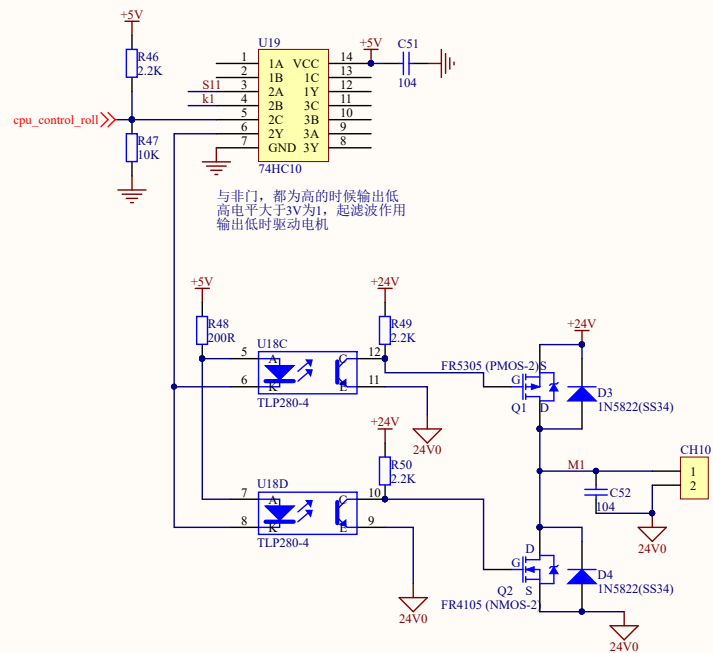 +5V
R46
2.2K
cpu_control_roll
R47
10K
U19
1 1A VCC 14
2 1B 1C 13
S11 3 2A 1Y 12
k1 4 2B 3C 11
5 2C 3B 10
6 2Y 3A 9
7 GND 3Y 8
74HC10
+5V
C51
104
与非门，都为高的时候输出低
高电平大于3V为1，起滤波作用
输出低时驱动电机
+5V
R48
200R
U18C
5 A C 12
6 K E 11
TLP280-4
+24V
R49
2.2K
24V0
+24V
R50
2.2K
U18D
7 A C 10
8 K E 9
TLP280-4
24V0
+24V
FR5305 (PMOS-2) S
G
Q1 D
D3
1N5822(SS34)
M1
C52
104
CH10
1
2
24V0
D
G
Q2 S
FR4105 (NMOS-2)
D4
1N5822(SS34)
24V0